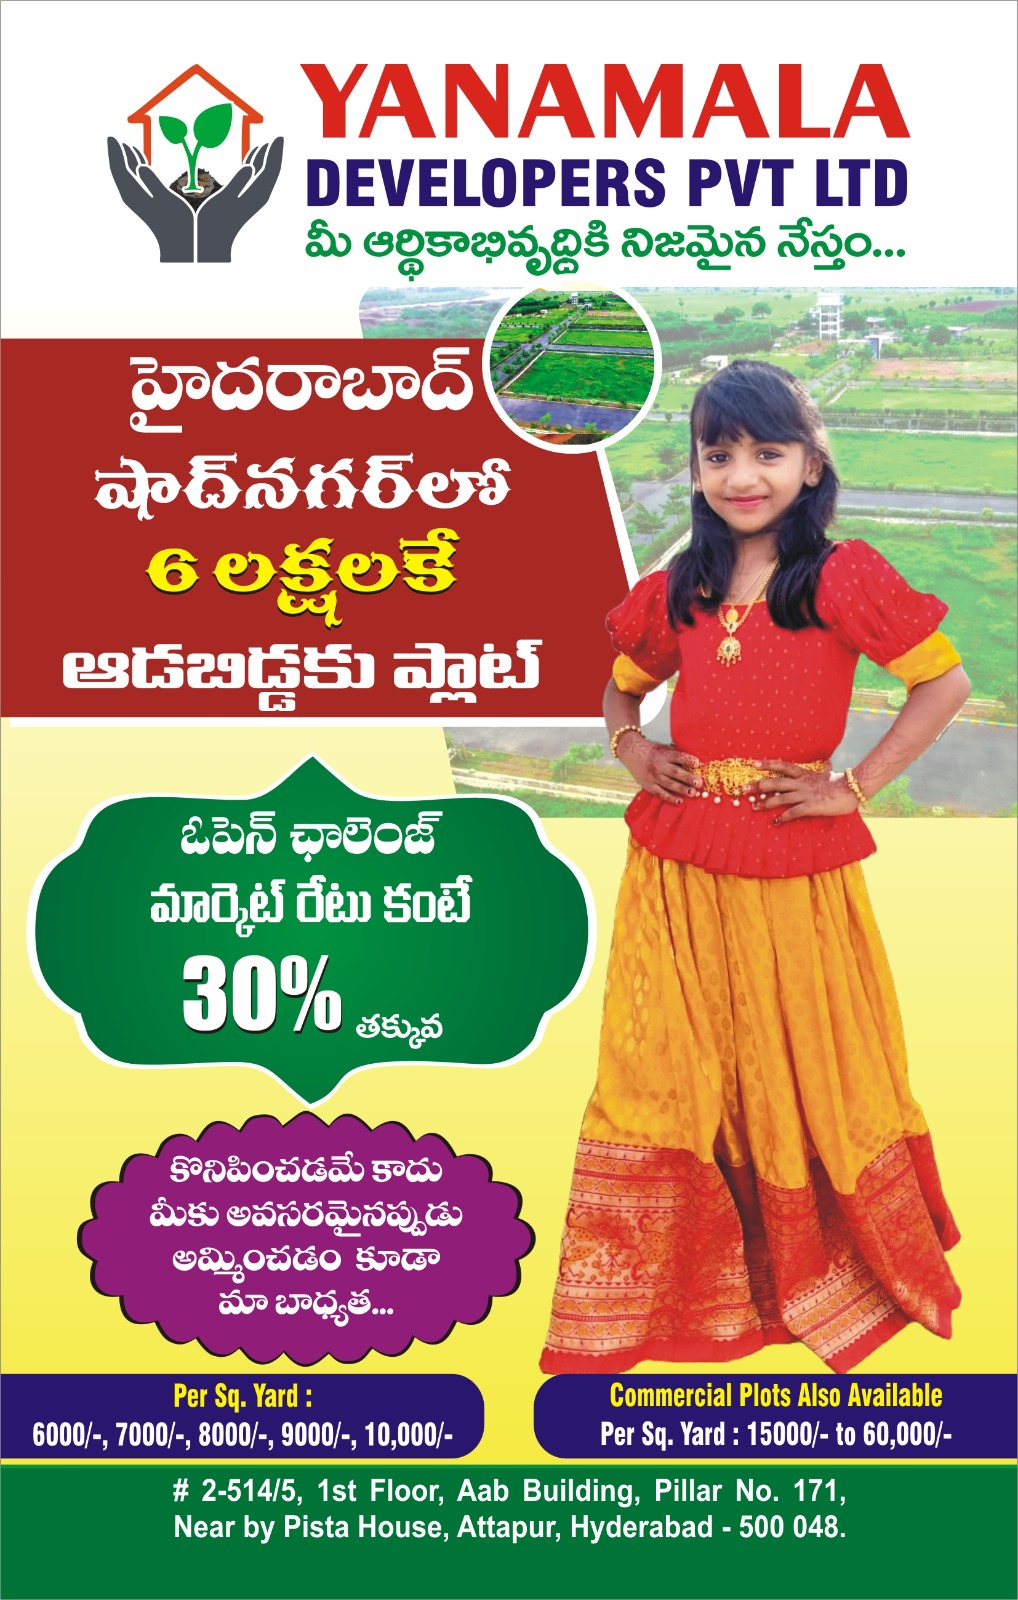 YANAMALA
DEVELOPERS PVT LTD
మీ ఆర్థికాభివృద్దికి నిజమైన నేస్తం...
హైదరాబాద్
షాద్‌నగర్‌లో
6 లక్షలకే
ఆడబిడ్డకు ప్లాట్
ఓపెన్ ఛాలెంజ్
మార్కెట్ రేటు కంటే
30% తక్కువ
కొనిపించడమే కాదు
మీకు అవసరమైనప్పుడు
అమ్మించడం కూడా
మా బాధ్యత...
Per Sq. Yard :
6000/-, 7000/-, 8000/-, 9000/-, 10,000/-
Commercial Plots Also Available
Per Sq. Yard : 15000/- to 60,000/-
# 2-514/5, 1st Floor, Aab Building, Pillar No. 171,
Near by Pista House, Attapur, Hyderabad - 500 048.